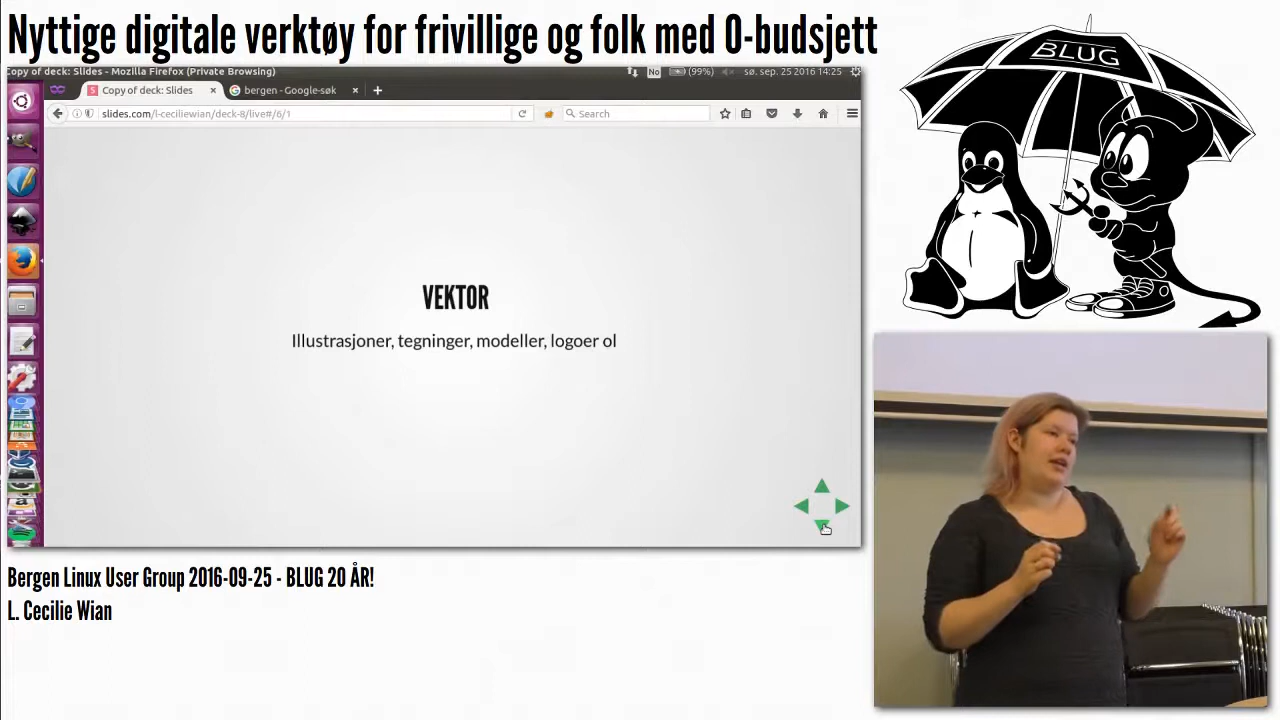 Nyttige digitale verktøy for frivillige og folk med 0-budsjett
Copy of deck: Slides - Mozilla Firefox (Private Browsing)
No
(99%)
sø. sep. 25 2016 14:25
Copy of deck: Slides
bergen - Google-søk
slides.com/l-ceciliewian/deck-8/live#/6/1
Search
VEKTOR
Illustrasjoner, tegninger, modeller, logoer ol
BLUG
Bergen Linux User Group 2016-09-25 - BLUG 20 ÅR!
L. Cecilie Wian